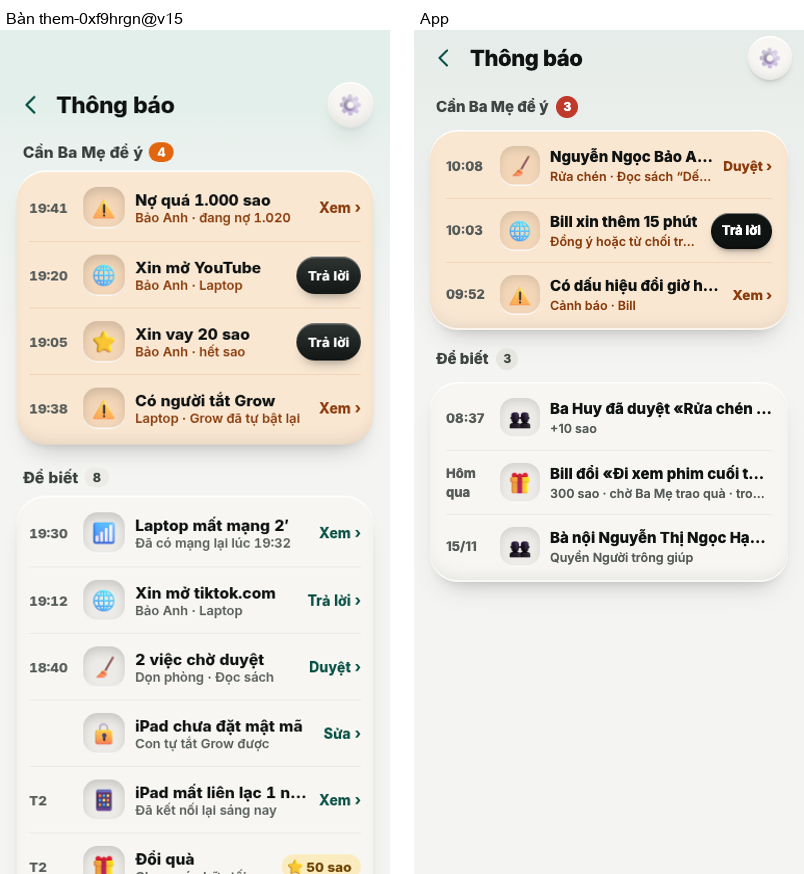 Bản them-0xf9hrgn@v15
Thông báo
Cần Ba Mẹ để ý 4
19:41 Nợ quá 1.000 sao Xem ›
Bảo Anh · đang nợ 1.020
19:20 Xin mở YouTube Trả lời
Bảo Anh · Laptop
19:05 Xin vay 20 sao Trả lời
Bảo Anh · hết sao
19:38 Có người tắt Grow Xem ›
Laptop · Grow đã tự bật lại
Để biết 8
19:30 Laptop mất mạng 2′ Xem ›
Đã có mạng lại lúc 19:32
19:12 Xin mở tiktok.com Trả lời ›
Bảo Anh · Laptop
18:40 2 việc chờ duyệt Duyệt ›
Dọn phòng · Đọc sách
iPad chưa đặt mật mã Sửa ›
Con tự tắt Grow được
T2 iPad mất liên lạc 1 n... Xem ›
Đã kết nối lại sáng nay
T2 Đổi quà 50 sao
App
Thông báo
Cần Ba Mẹ để ý 3
10:08 Nguyễn Ngọc Bảo A... Duyệt ›
Rửa chén · Đọc sách “Dế...
10:03 Bill xin thêm 15 phút Trả lời
Đồng ý hoặc từ chối tr...
09:52 Có dấu hiệu đổi giờ h... Xem ›
Cảnh báo · Bill
Để biết 3
08:37 Ba Huy đã duyệt «Rửa chén ...
+10 sao
Hôm qua Bill đổi «Đi xem phim cuối t...
300 sao · chờ Ba Mẹ trao quà · tro...
15/11 Bà nội Nguyễn Thị Ngọc Hạ...
Quyền Người trông giúp